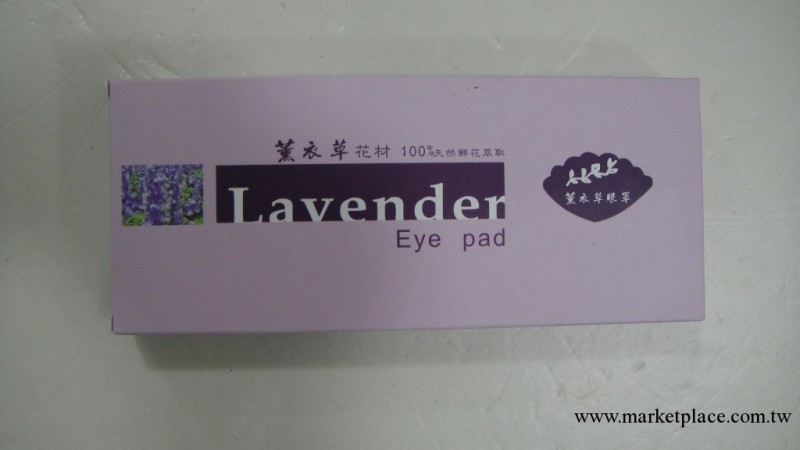 薰衣草花材 100%天然鲜花萃取
Lavender
Eye pad
薰衣草眼罩
www.marketplace.com.tw